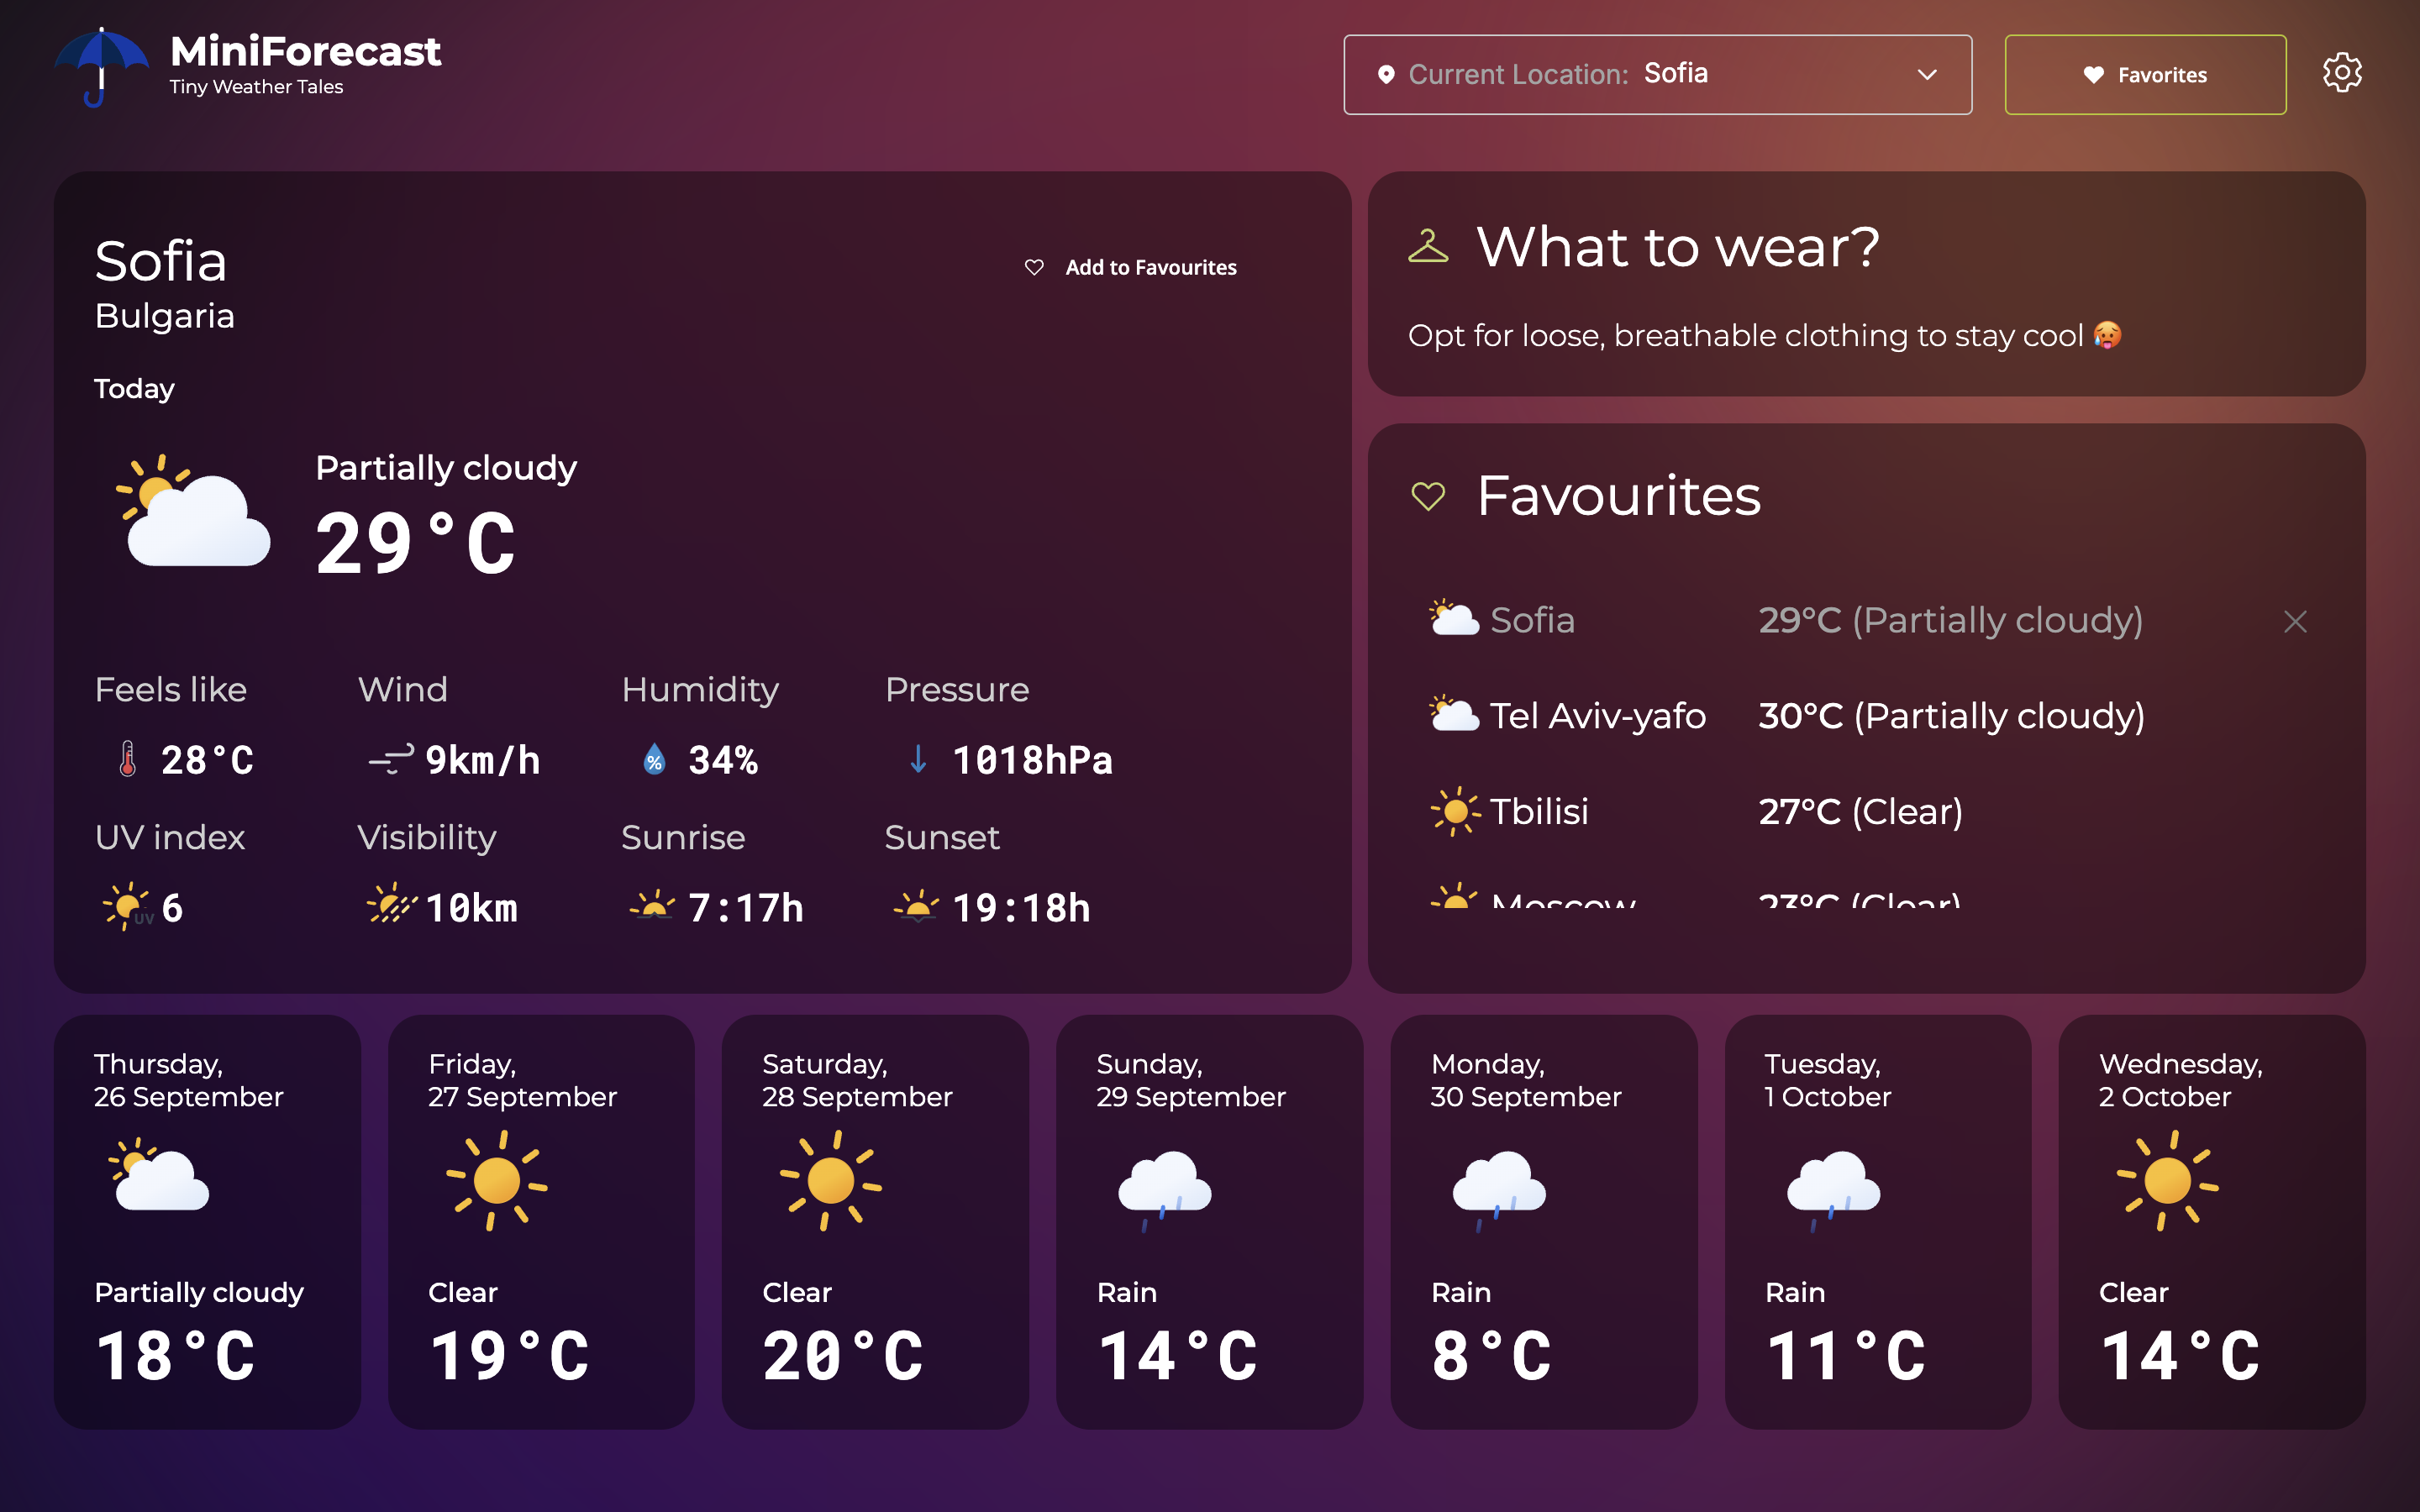 MiniForecast
Tiny Weather Tales
Current Location: Sofia
Favorites
Sofia
Bulgaria
Add to Favourites
Today
Partially cloudy
29°C
Feels like Wind Humidity Pressure
28°C 9km/h % 34% 1018hPa
UV index Visibility Sunrise Sunset
UV 6 10km 7:17h 19:18h
What to wear?
Opt for loose, breathable clothing to stay cool 🥵
Favourites
Sofia 29°C (Partially cloudy)
Tel Aviv-yafo 30°C (Partially cloudy)
Tbilisi 27°C (Clear)
Moscow 23°C (Clear)
Thursday,
26 September
Partially cloudy
18°C
Friday,
27 September
Clear
19°C
Saturday,
28 September
Clear
20°C
Sunday,
29 September
Rain
14°C
Monday,
30 September
Rain
8°C
Tuesday,
1 October
Rain
11°C
Wednesday,
2 October
Clear
14°C